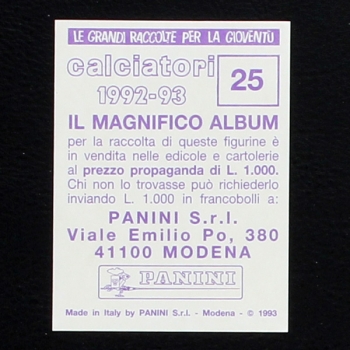 LE GRANDI RACCOLTE PER LA GIOVENTÙ
calciatori
1992-93
25
IL MAGNIFICO ALBUM
per la raccolta di queste figurine è
in vendita nelle edicole e cartolerie
al prezzo propaganda di L. 1.000.
Chi non lo trovasse può richiederlo
inviando L. 1.000 in francobolli a:
PANINI S.r.l.
Viale Emilio Po, 380
41100 MODENA
PANINI
Made in Italy by PANINI S.r.l. - Modena - © 1993